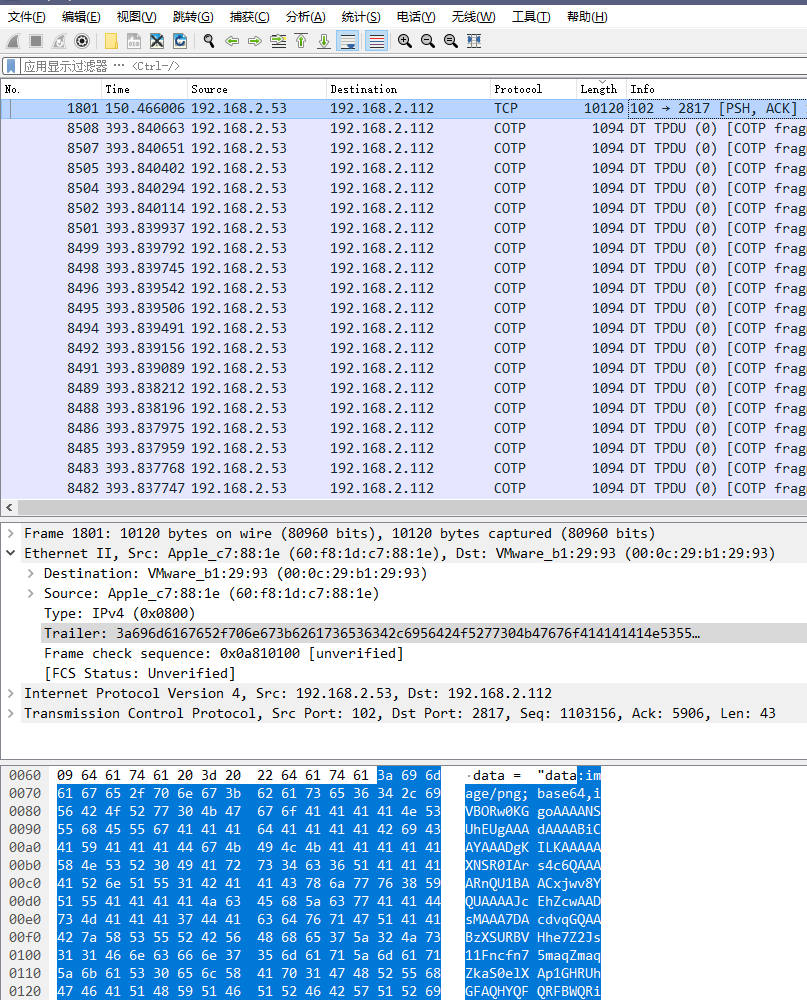 文件(F) 编辑(E) 视图(V) 跳转(G) 捕获(C) 分析(A) 统计(S) 电话(Y) 无线(W) 工具(T) 帮助(H)
应用显示过滤器 ⋯ <Ctrl-/>
No. Time Source Destination Protocol Length Info
1801 150.466006 192.168.2.53 192.168.2.112 TCP 10120 102 → 2817 [PSH, ACK]
8508 393.840663 192.168.2.53 192.168.2.112 COTP 1094 DT TPDU (0) [COTP frag
8507 393.840651 192.168.2.53 192.168.2.112 COTP 1094 DT TPDU (0) [COTP frag
8505 393.840402 192.168.2.53 192.168.2.112 COTP 1094 DT TPDU (0) [COTP frag
8504 393.840294 192.168.2.53 192.168.2.112 COTP 1094 DT TPDU (0) [COTP frag
8502 393.840114 192.168.2.53 192.168.2.112 COTP 1094 DT TPDU (0) [COTP frag
8501 393.839937 192.168.2.53 192.168.2.112 COTP 1094 DT TPDU (0) [COTP frag
8499 393.839792 192.168.2.53 192.168.2.112 COTP 1094 DT TPDU (0) [COTP frag
8498 393.839745 192.168.2.53 192.168.2.112 COTP 1094 DT TPDU (0) [COTP frag
8496 393.839542 192.168.2.53 192.168.2.112 COTP 1094 DT TPDU (0) [COTP frag
8495 393.839506 192.168.2.53 192.168.2.112 COTP 1094 DT TPDU (0) [COTP frag
8494 393.839491 192.168.2.53 192.168.2.112 COTP 1094 DT TPDU (0) [COTP frag
8492 393.839156 192.168.2.53 192.168.2.112 COTP 1094 DT TPDU (0) [COTP frag
8491 393.839089 192.168.2.53 192.168.2.112 COTP 1094 DT TPDU (0) [COTP frag
8489 393.838212 192.168.2.53 192.168.2.112 COTP 1094 DT TPDU (0) [COTP frag
8488 393.838196 192.168.2.53 192.168.2.112 COTP 1094 DT TPDU (0) [COTP frag
8486 393.837975 192.168.2.53 192.168.2.112 COTP 1094 DT TPDU (0) [COTP frag
8485 393.837959 192.168.2.53 192.168.2.112 COTP 1094 DT TPDU (0) [COTP frag
8483 393.837768 192.168.2.53 192.168.2.112 COTP 1094 DT TPDU (0) [COTP frag
8482 393.837747 192.168.2.53 192.168.2.112 COTP 1094 DT TPDU (0) [COTP frag
Frame 1801: 10120 bytes on wire (80960 bits), 10120 bytes captured (80960 bits)
Ethernet II, Src: Apple_c7:88:1e (60:f8:1d:c7:88:1e), Dst: VMware_b1:29:93 (00:0c:29:b1:29:93)
Destination: VMware_b1:29:93 (00:0c:29:b1:29:93)
Source: Apple_c7:88:1e (60:f8:1d:c7:88:1e)
Type: IPv4 (0x0800)
Trailer: 3a696d6167652f706e673b6261736536342c6956424f5277304b47676f414141414e5355…
Frame check sequence: 0x0a810100 [unverified]
[FCS Status: Unverified]
Internet Protocol Version 4, Src: 192.168.2.53, Dst: 192.168.2.112
Transmission Control Protocol, Src Port: 102, Dst Port: 2817, Seq: 1103156, Ack: 5906, Len: 43
0060 09 64 61 74 61 20 3d 20 22 64 61 74 61 3a 69 6d ·data = "data:im
0070 61 67 65 2f 70 6e 67 3b 62 61 73 65 36 34 2c 69 age/png; base64,i
0080 56 42 4f 52 77 30 4b 47 67 6f 41 41 41 41 4e 53 VBORw0KG goAAAANS
0090 55 68 45 55 67 41 41 41 64 41 41 41 41 42 69 43 UhEUgAAA dAAAABiC
00a0 41 59 41 41 41 44 67 4b 49 4c 4b 41 41 41 41 41 AYAAADgK ILKAAAAA
00b0 58 4e 53 52 30 49 41 72 73 34 63 36 51 41 41 41 XNSR0IAr s4c6QAAA
00c0 41 52 6e 51 55 31 42 41 41 43 78 6a 77 76 38 59 ARnQU1BA ACxjwv8Y
00d0 51 55 41 41 41 41 4a 63 45 68 5a 63 77 41 41 44 QUAAAAJc EhZcwAAD
00e0 73 4d 41 41 41 37 44 41 63 64 76 71 47 51 41 41 sMAAA7DA cdvqGQAA
00f0 42 7a 58 53 55 52 42 56 48 68 65 37 5a 32 4a 73 BzXSURBV Hhe7Z2Js
0100 31 31 46 6e 63 66 6e 37 35 6d 61 71 5a 6d 61 71 11Fncfn7 5maqZmaq
0110 5a 6b 61 53 30 65 6c 58 41 70 31 47 48 52 55 68 ZkaS0elX Ap1GHRUh
0120 47 46 41 51 48 59 51 46 51 52 46 42 57 51 52 69 GFAQHYQF QRFBWQRi